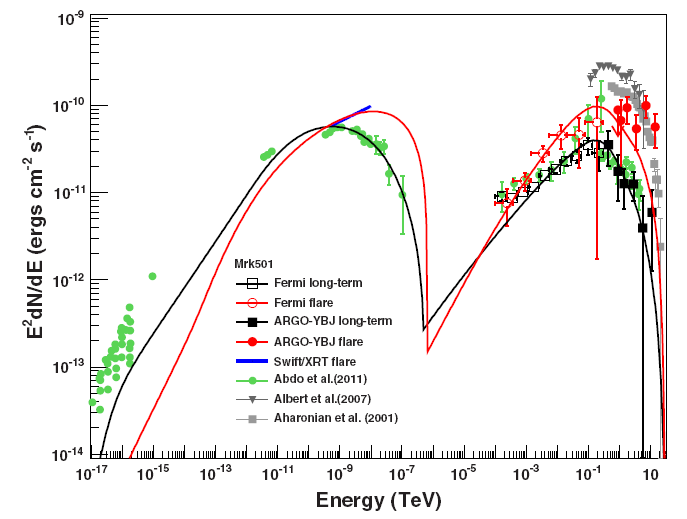 10^-9
10^-10
10^-11
10^-12
10^-13
10^-14
E^2dN/dE (ergs cm^-2 s^-1)
Mrk501
Fermi long-term
Fermi flare
ARGO-YBJ long-term
ARGO-YBJ flare
Swift/XRT flare
Abdo et al.(2011)
Albert et al.(2007)
Aharonian et al. (2001)
10^-17 10^-15 10^-13 10^-11 10^-9 10^-7 10^-5 10^-3 10^-1 10
Energy (TeV)